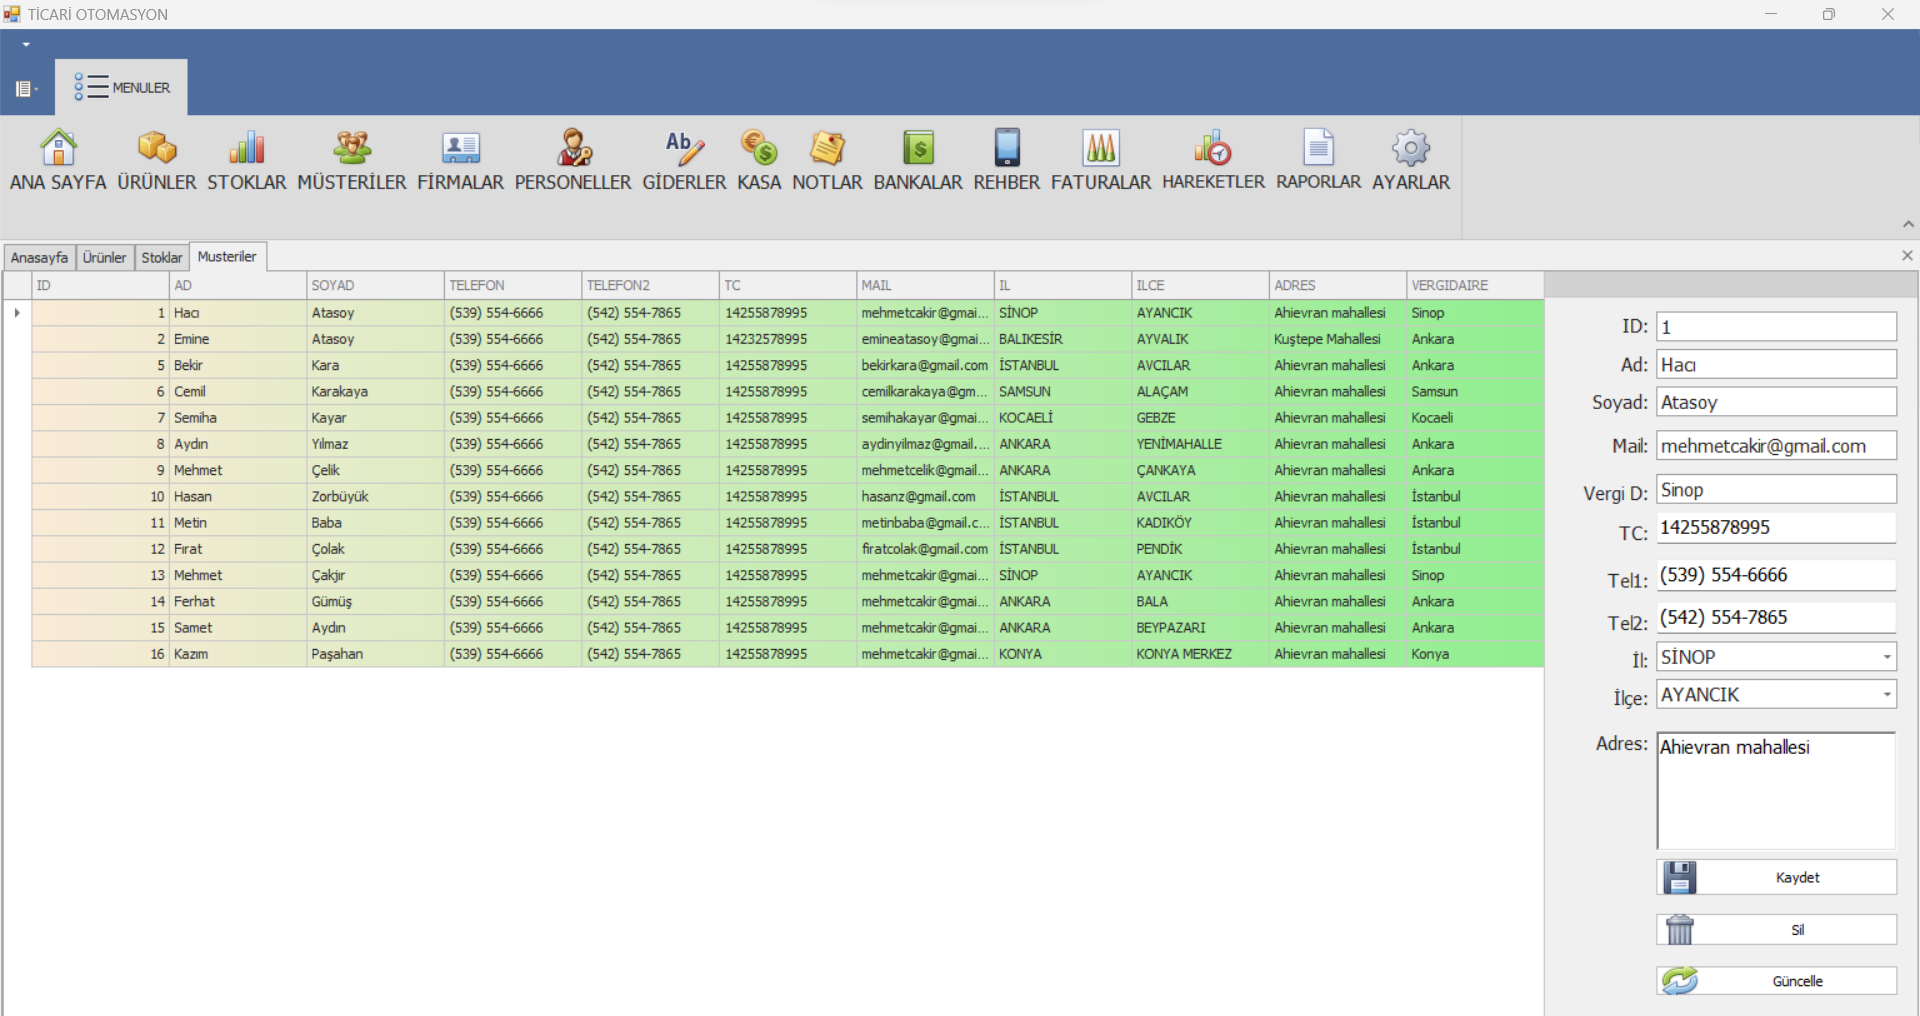 TİCARİ OTOMASYON
MENULER
ANA SAYFA ÜRÜNLER STOKLAR MÜSTERİLER FİRMALAR PERSONELLER GİDERLER KASA NOTLAR BANKALAR REHBER FATURALAR HAREKETLER RAPORLAR AYARLAR
Anasayfa Ürünler Stoklar Musteriler
ID AD SOYAD TELEFON TELEFON2 TC MAIL IL ILCE ADRES VERGIDAIRE
1 Hacı Atasoy (539) 554-6666 (542) 554-7865 14255878995 mehmetcakir@gmai... SİNOP AYANCIK Ahievran mahallesi Sinop
2 Emine Atasoy (539) 554-6666 (542) 554-7865 14232578995 emineatasoy@gmai... BALIKESİR AYVALIK Kuştepe Mahallesi Ankara
5 Bekir Kara (539) 554-6666 (542) 554-7865 14255878995 bekirkara@gmail.com İSTANBUL AVCILAR Ahievran mahallesi Ankara
6 Cemil Karakaya (539) 554-6666 (542) 554-7865 14255878995 cemilkarakaya@gm... SAMSUN ALAÇAM Ahievran mahallesi Samsun
7 Semiha Kayar (539) 554-6666 (542) 554-7865 14255878995 semihakayar@gmai... KOCAELİ GEBZE Ahievran mahallesi Kocaeli
8 Aydın Yılmaz (539) 554-6666 (542) 554-7865 14255878995 aydinyilmaz@gmail.... ANKARA YENİMAHALLE Ahievran mahallesi Ankara
9 Mehmet Çelik (539) 554-6666 (542) 554-7865 14255878995 mehmetcelik@gmail... ANKARA ÇANKAYA Ahievran mahallesi Ankara
10 Hasan Zorbüyük (539) 554-6666 (542) 554-7865 14255878995 hasanz@gmail.com İSTANBUL AVCILAR Ahievran mahallesi İstanbul
11 Metin Baba (539) 554-6666 (542) 554-7865 14255878995 metinbaba@gmail.c... İSTANBUL KADIKÖY Ahievran mahallesi İstanbul
12 Fırat Çolak (539) 554-6666 (542) 554-7865 14255878995 firatcolak@gmail.com İSTANBUL PENDİK Ahievran mahallesi İstanbul
13 Mehmet Çakjır (539) 554-6666 (542) 554-7865 14255878995 mehmetcakir@gmai... SİNOP AYANCIK Ahievran mahallesi Sinop
14 Ferhat Gümüş (539) 554-6666 (542) 554-7865 14255878995 mehmetcakir@gmai... ANKARA BALA Ahievran mahallesi Ankara
15 Samet Aydın (539) 554-6666 (542) 554-7865 14255878995 mehmetcakir@gmai... ANKARA BEYPAZARI Ahievran mahallesi Ankara
16 Kazım Paşahan (539) 554-6666 (542) 554-7865 14255878995 mehmetcakir@gmai... KONYA KONYA MERKEZ Ahievran mahallesi Konya
ID: 1
Ad: Hacı
Soyad: Atasoy
Mail: mehmetcakir@gmail.com
Vergi D: Sinop
TC: 14255878995
Tel1: (539) 554-6666
Tel2: (542) 554-7865
İl: SİNOP
İlçe: AYANCIK
Adres: Ahievran mahallesi
Kaydet
Sil
Güncelle